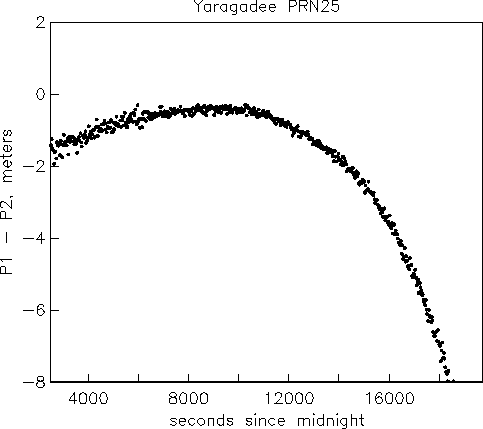 Yaragadee PRN25
2
0
−2
−4
−6
−8
P1 − P2, meters
4000 8000 12000 16000
seconds since midnight